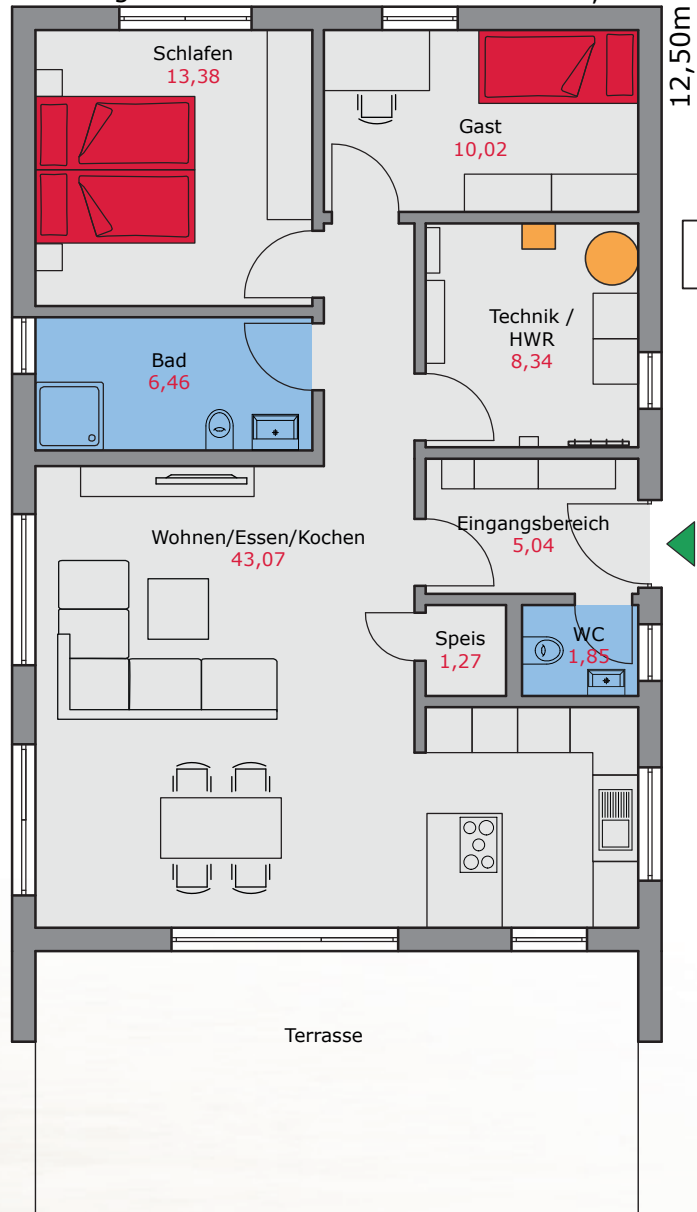 12,50m
Schlafen
13,38
Gast
10,02
Technik /
HWR
8,34
Bad
6,46
Wohnen/Essen/Kochen
43,07
Eingangsbereich
5,04
Speis
1,27
WC
1,85
Terrasse